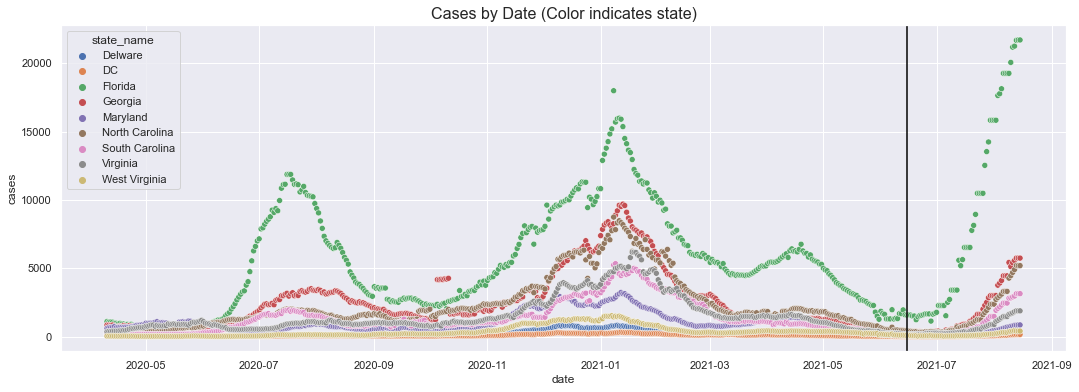 Cases by Date (Color indicates state)
state_name
Delware
DC
Florida
Georgia
Maryland
North Carolina
South Carolina
Virginia
West Virginia
cases
20000
15000
10000
5000
0
2020-05 2020-07 2020-09 2020-11 2021-01 2021-03 2021-05 2021-07 2021-09
date